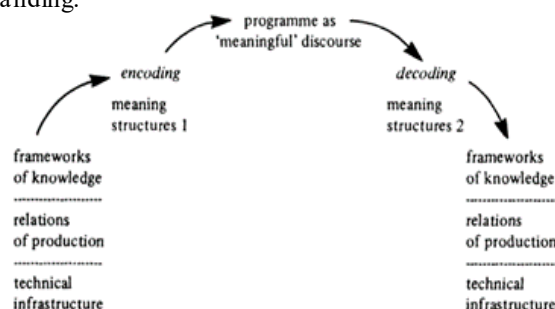 programme as
'meaningful' discourse
encoding
decoding
meaning
structures 1
meaning
structures 2
frameworks
of knowledge
relations
of production
technical
infrastructure
frameworks
of knowledge
relations
of production
technical
infrastructure